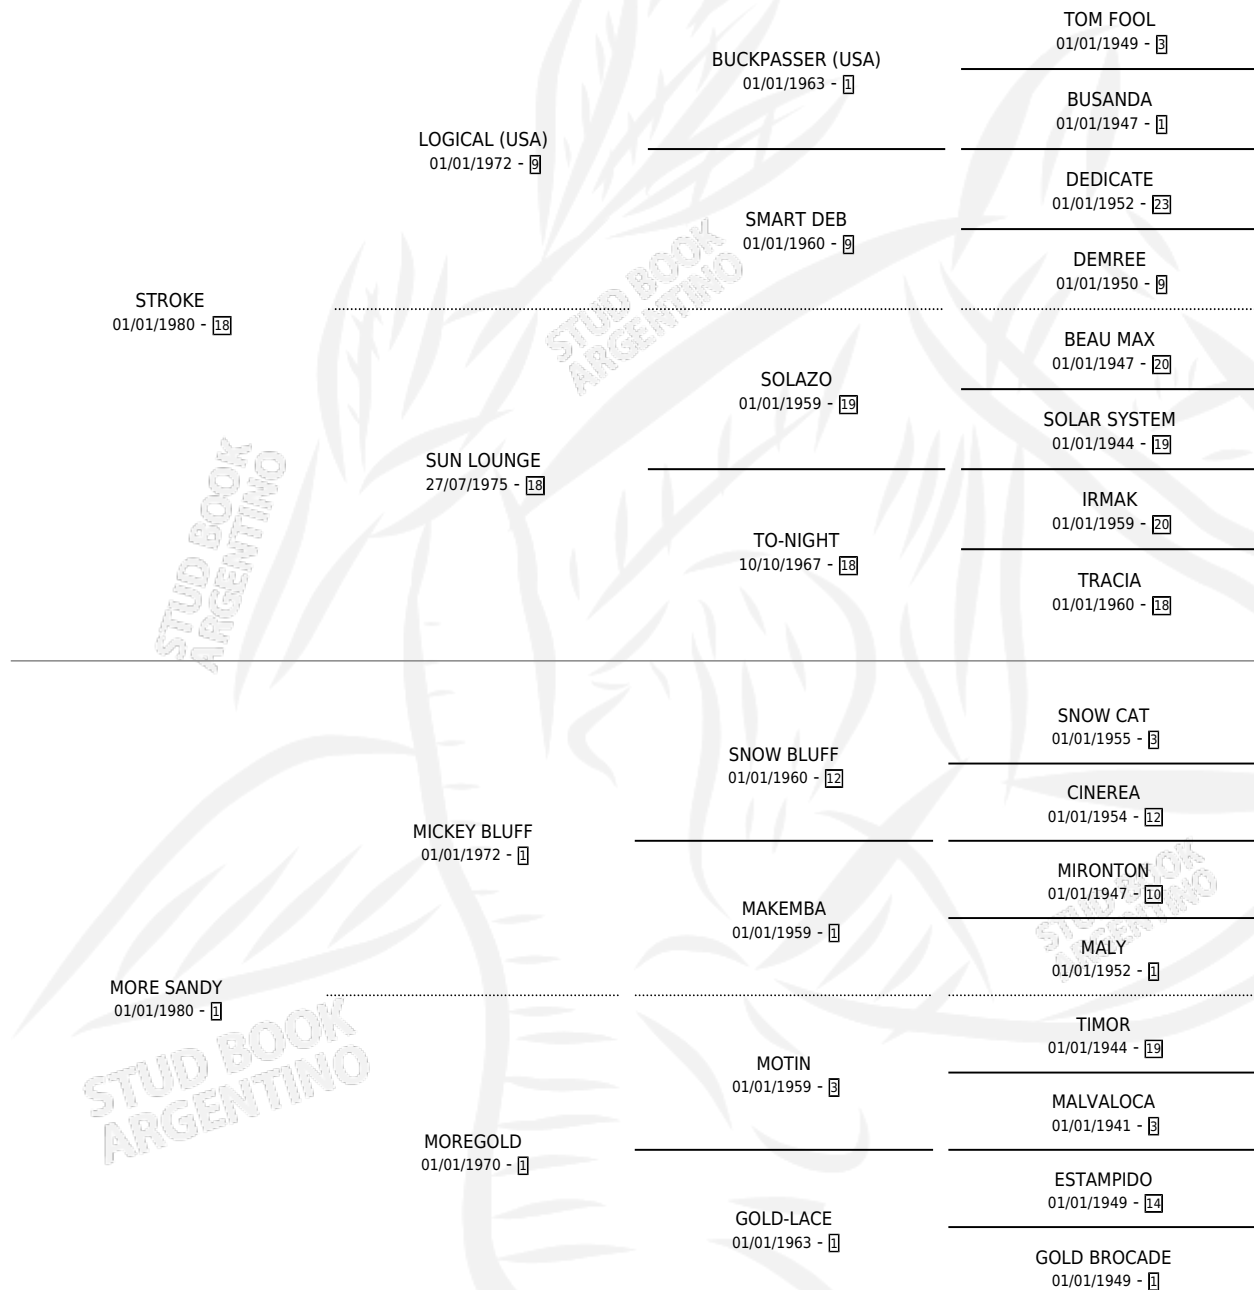 TOM FOOL
01/01/1949 - 3
BUCKPASSER (USA)
01/01/1963 - 1
BUSANDA
01/01/1947 - 1
LOGICAL (USA)
01/01/1972 - 9
DEDICATE
01/01/1952 - 23
SMART DEB
01/01/1960 - 9
DEMREE
01/01/1950 - 9
STROKE
01/01/1980 - 18
BEAU MAX
01/01/1947 - 20
SOLAZO
01/01/1959 - 19
SOLAR SYSTEM
01/01/1944 - 19
SUN LOUNGE
27/07/1975 - 18
IRMAK
01/01/1959 - 20
TO-NIGHT
10/10/1967 - 18
TRACIA
01/01/1960 - 18
SNOW CAT
01/01/1955 - 3
SNOW BLUFF
01/01/1960 - 12
CINEREA
01/01/1954 - 12
MICKEY BLUFF
01/01/1972 - 1
MIRONTON
01/01/1947 - 10
MAKEMBA
01/01/1959 - 1
MALY
01/01/1952 - 1
MORE SANDY
01/01/1980 - 1
TIMOR
01/01/1944 - 19
MOTIN
01/01/1959 - 3
MALVALOCA
01/01/1941 - 3
MOREGOLD
01/01/1970 - 1
ESTAMPIDO
01/01/1949 - 14
GOLD-LACE
01/01/1963 - 1
GOLD BROCADE
01/01/1949 - 1
STUD BOOK
ARGENTINO
STUD BOOK
ARGENTINO
STUD BOOK
ARGENTINO
STUD BOOK
ARGENTINO